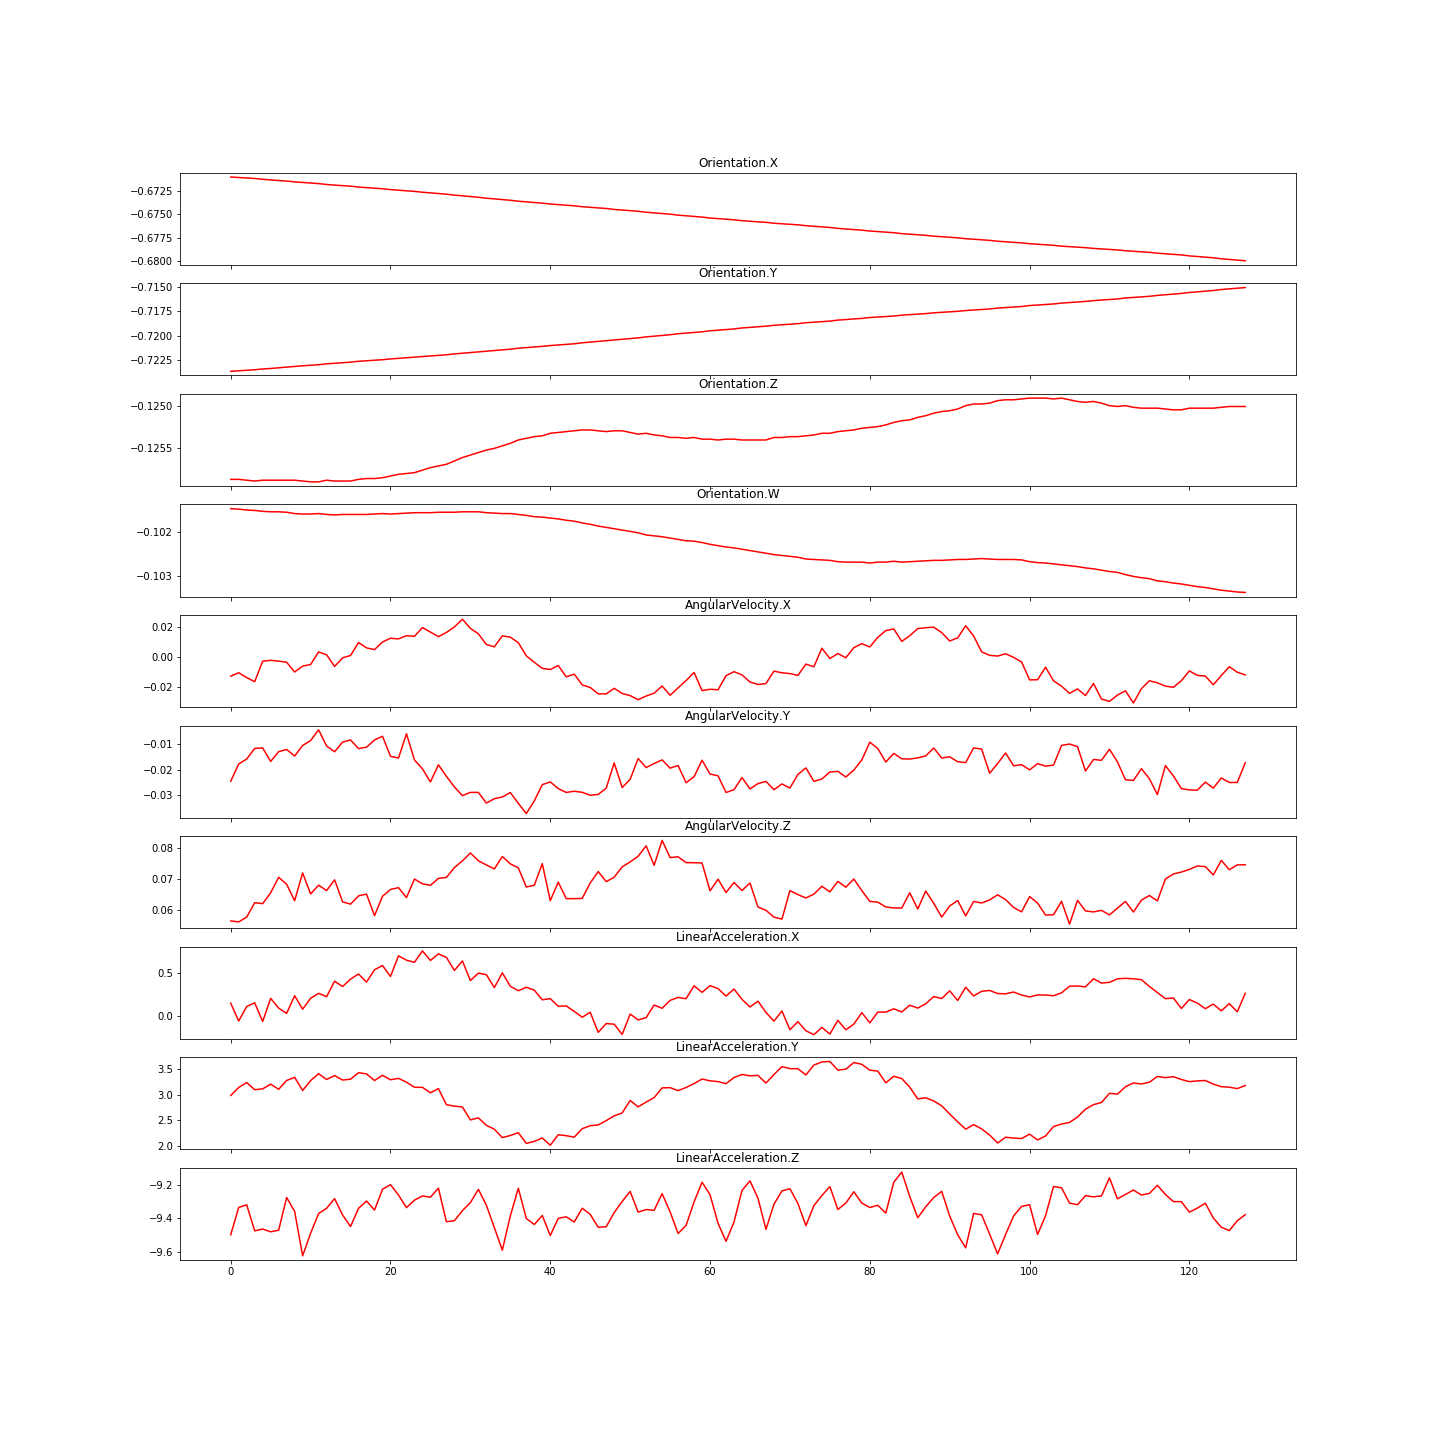 Orientation.X
−0.6725
−0.6750
−0.6775
−0.6800
Orientation.Y
−0.7150
−0.7175
−0.7200
−0.7225
Orientation.Z
−0.1250
−0.1255
Orientation.W
−0.102
−0.103
AngularVelocity.X
0.02
0.00
−0.02
AngularVelocity.Y
−0.01
−0.02
−0.03
AngularVelocity.Z
0.08
0.07
0.06
LinearAcceleration.X
0.5
0.0
LinearAcceleration.Y
3.5
3.0
2.5
2.0
LinearAcceleration.Z
−9.2
−9.4
−9.6
0 20 40 60 80 100 120